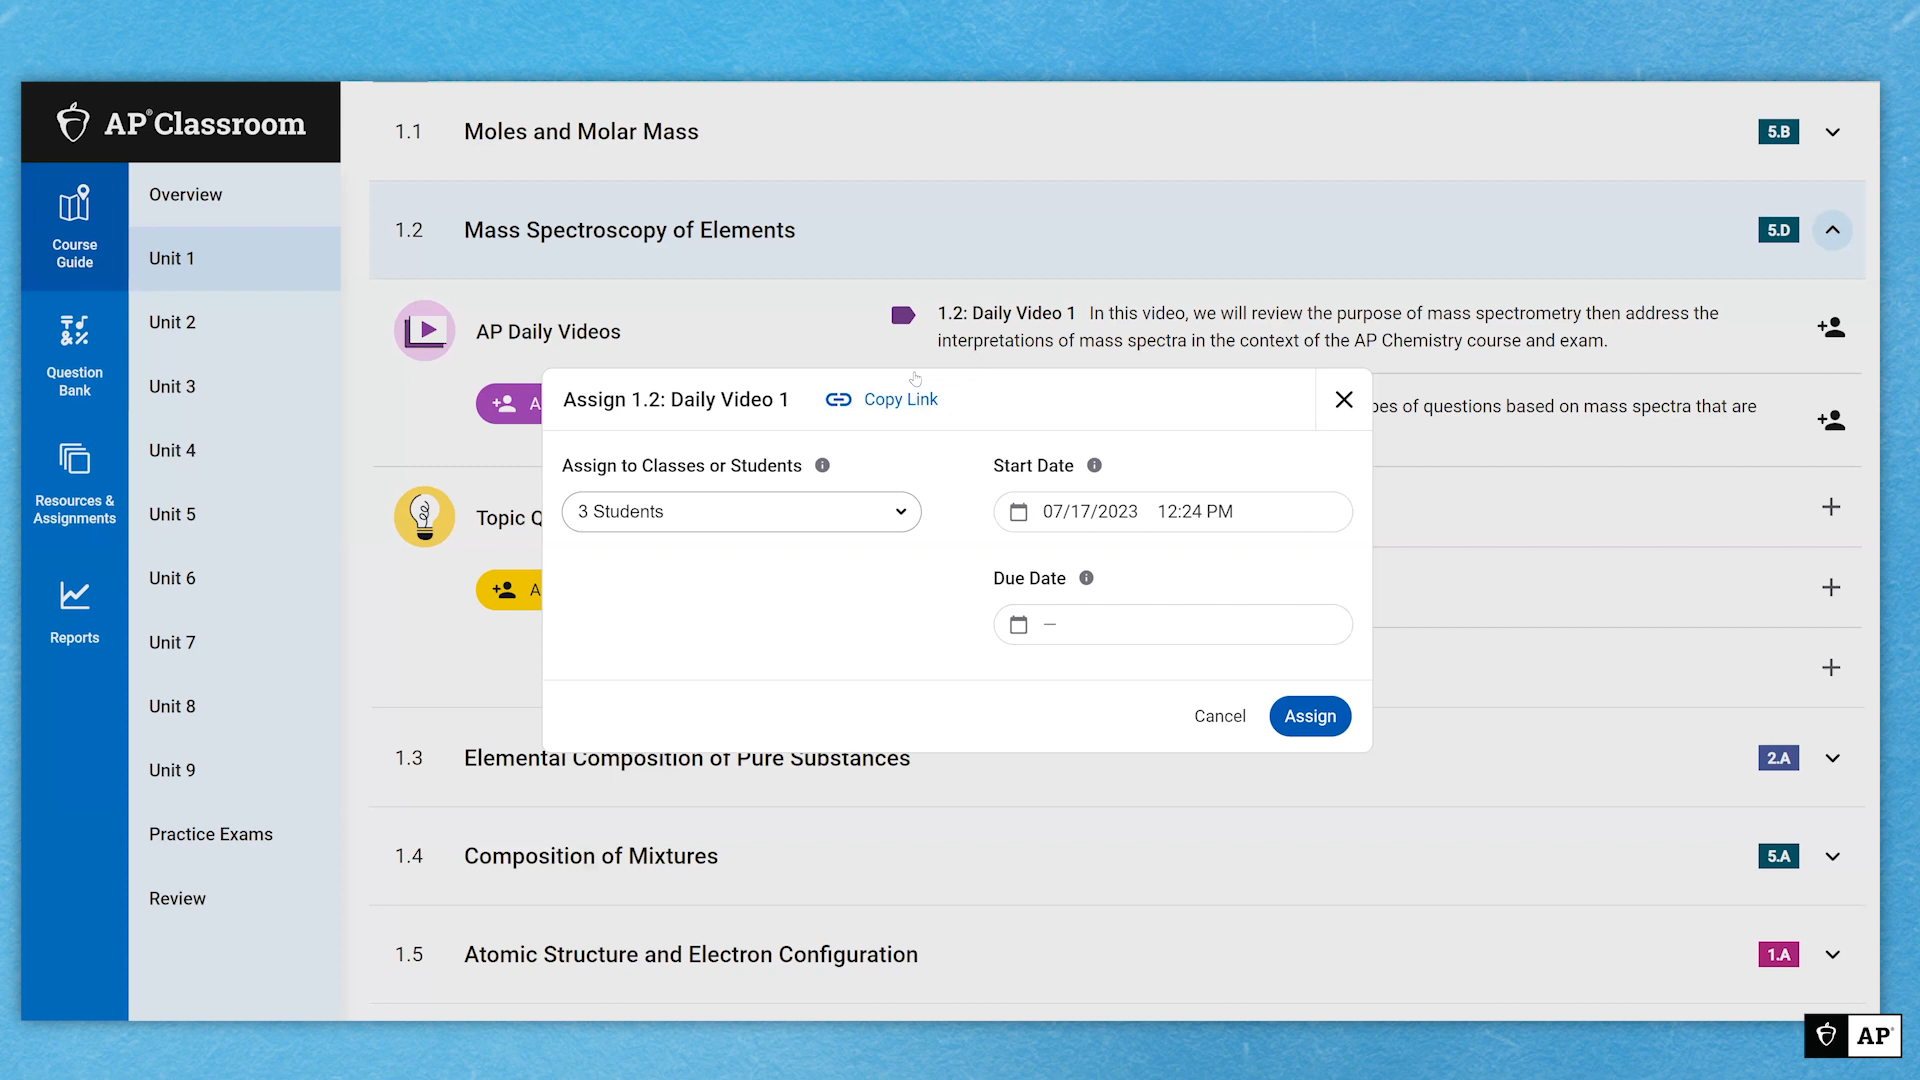 AP® Classroom
Course
Guide
Question
Bank
Resources &
Assignments
Reports
Overview
Unit 1
Unit 2
Unit 3
Unit 4
Unit 5
Unit 6
Unit 7
Unit 8
Unit 9
Practice Exams
Review
1.1 Moles and Molar Mass 5.B
1.2 Mass Spectroscopy of Elements 5.D
AP Daily Videos
1.2: Daily Video 1 In this video, we will review the purpose of mass spectrometry then address the
interpretations of mass spectra in the context of the AP Chemistry course and exam.
A
pes of questions based on mass spectra that are
Topic Q
A
Assign 1.2: Daily Video 1 Copy Link
Assign to Classes or Students
3 Students
Start Date
07/17/2023 12:24 PM
Due Date
—
Cancel Assign
1.3 Elemental Composition of Pure Substances 2.A
1.4 Composition of Mixtures 5.A
1.5 Atomic Structure and Electron Configuration 1.A
AP®